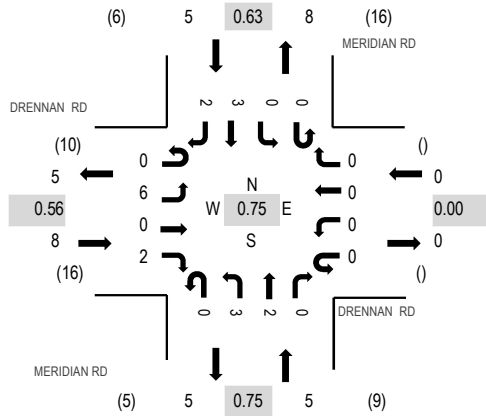 (6) 5 0.63 8 (16)
MERIDIAN RD
DRENNAN RD
2 3 0 0
(10) 0 0 ()
5 6 N 0 0
0.56 W 0.75 E 0.00
8 0 S 0 0
(16) 2 0 ()
0 3 2 0
DRENNAN RD
MERIDIAN RD
(5) 5 0.75 5 (9)